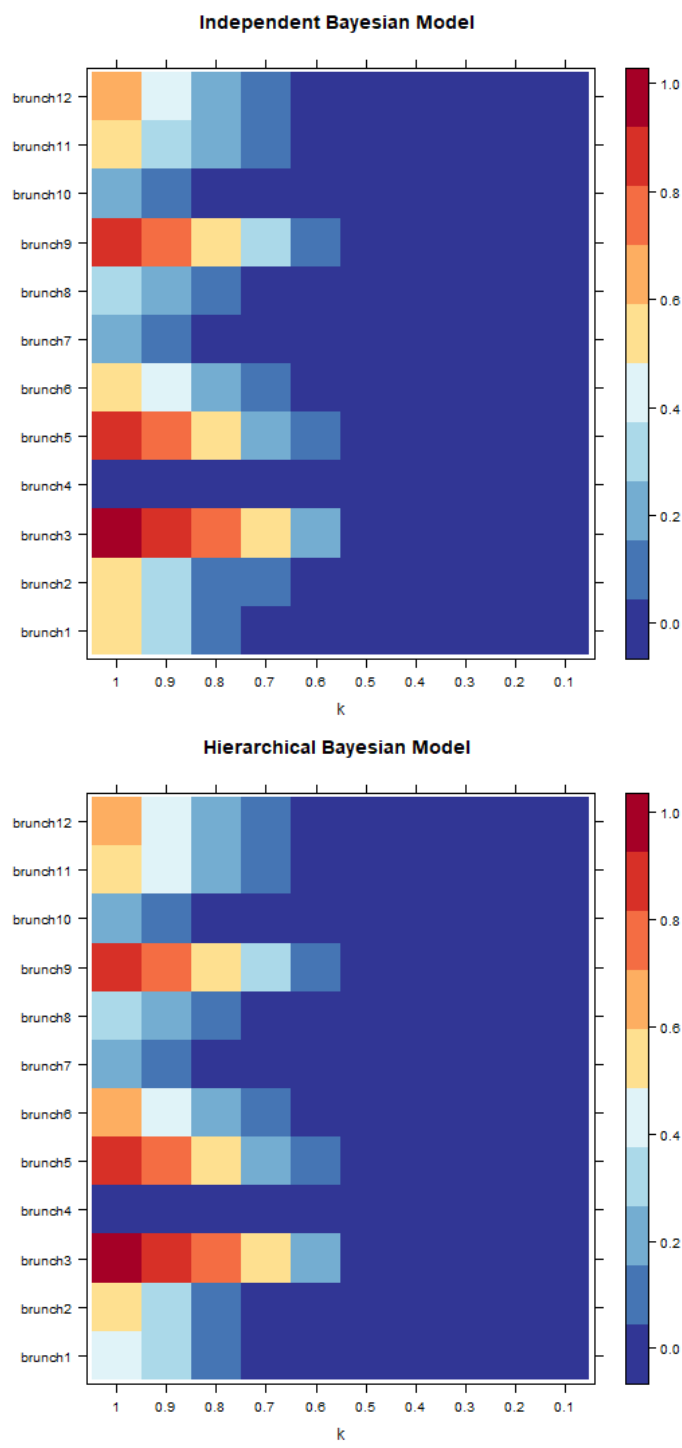 Independent Bayesian Model
brunch12
brunch11
brunch10
brunch9
brunch8
brunch7
brunch6
brunch5
brunch4
brunch3
brunch2
brunch1
1 0.9 0.8 0.7 0.6 0.5 0.4 0.3 0.2 0.1
k
1.0
0.8
0.6
0.4
0.2
0.0
Hierarchical Bayesian Model
brunch12
brunch11
brunch10
brunch9
brunch8
brunch7
brunch6
brunch5
brunch4
brunch3
brunch2
brunch1
1 0.9 0.8 0.7 0.6 0.5 0.4 0.3 0.2 0.1
k
1.0
0.8
0.6
0.4
0.2
0.0